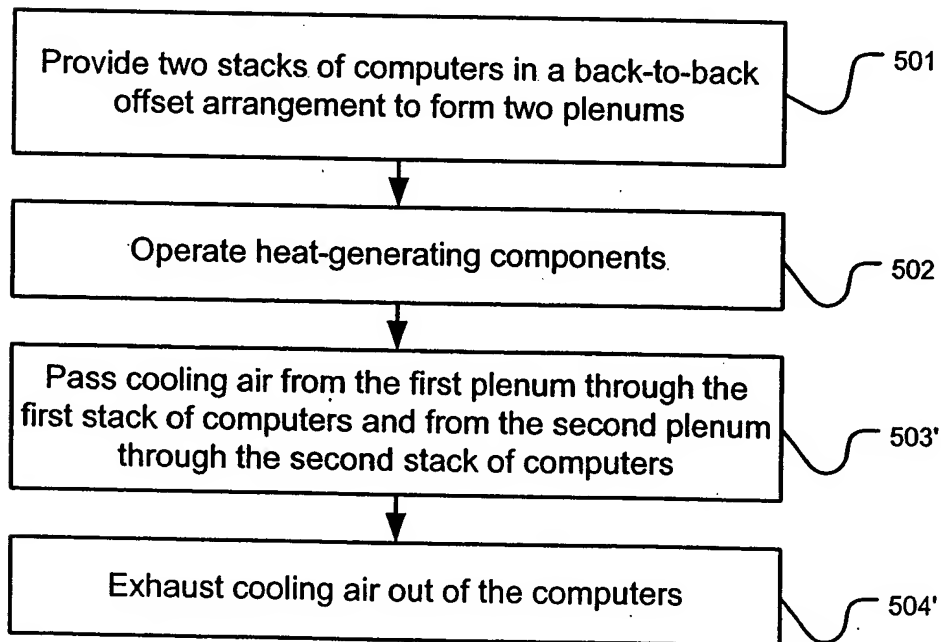 Provide two stacks of computers in a back-to-back
offset arrangement to form two plenums
501
Operate heat-generating components
502
Pass cooling air from the first plenum through the
first stack of computers and from the second plenum
through the second stack of computers
503'
Exhaust cooling air out of the computers
504'